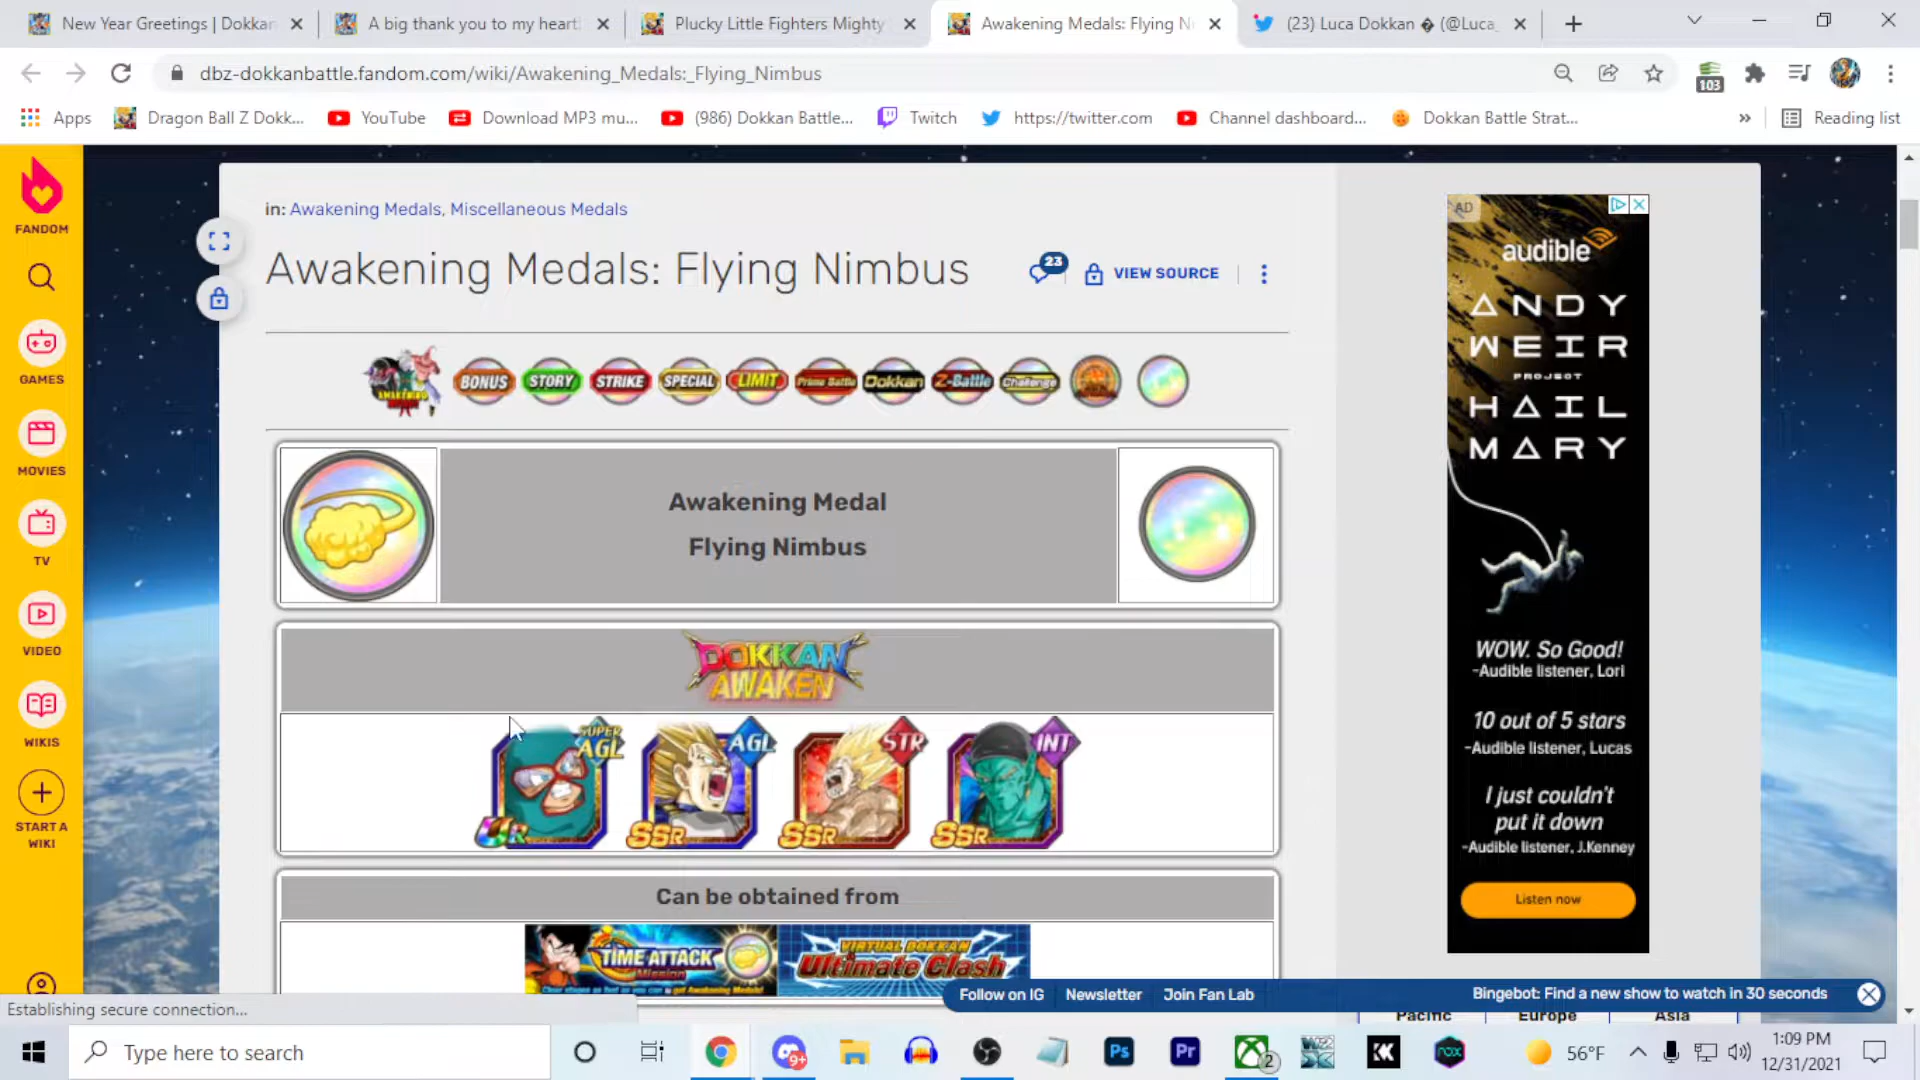 New Year Greetings | Dokkan
A big thank you to my heart
Plucky Little Fighters Mighty
Awakening Medals: Flying Ni
(23) Luca Dokkan � (@Luca_
dbz-dokkanbattle.fandom.com/wiki/Awakening_Medals:_Flying_Nimbus
103
Apps
Dragon Ball Z Dokk...
YouTube
Download MP3 mu...
(986) Dokkan Battle...
Twitch
https://twitter.com
Channel dashboard...
Dokkan Battle Strat...
»
Reading list
FANDOM
GAMES
MOVIES
TV
VIDEO
WIKIS
START A
WIKI
in: Awakening Medals, Miscellaneous Medals
Awakening Medals: Flying Nimbus
23
VIEW SOURCE
BONUS
STORY
STRIKE
SPECIAL
LIMIT
Prime Battle
Dokkan
Z-Battle
Challenge
Awakening Medal
Flying Nimbus
DOKKAN
AWAKEN
SUPER
AGL
UR
AGL
SSR
STR
SSR
INT
SSR
Can be obtained from
TIME ATTACK
Mission
VIRTUAL DOKKAN
Ultimate Clash
AD
audible
ANDY
WEIR
PROJECT
HAIL
MARY
WOW. So Good!
-Audible listener, Lori
10 out of 5 stars
-Audible listener, Lucas
I just couldn't
put it down
-Audible listener, J.Kenney
Listen now
Follow on IG
Newsletter
Join Fan Lab
Bingebot: Find a new show to watch in 30 seconds
Pacific
Europe
Asia
Establishing secure connection...
Type here to search
9+
Ps
Pr
2
nox
56°F
1:09 PM
12/31/2021